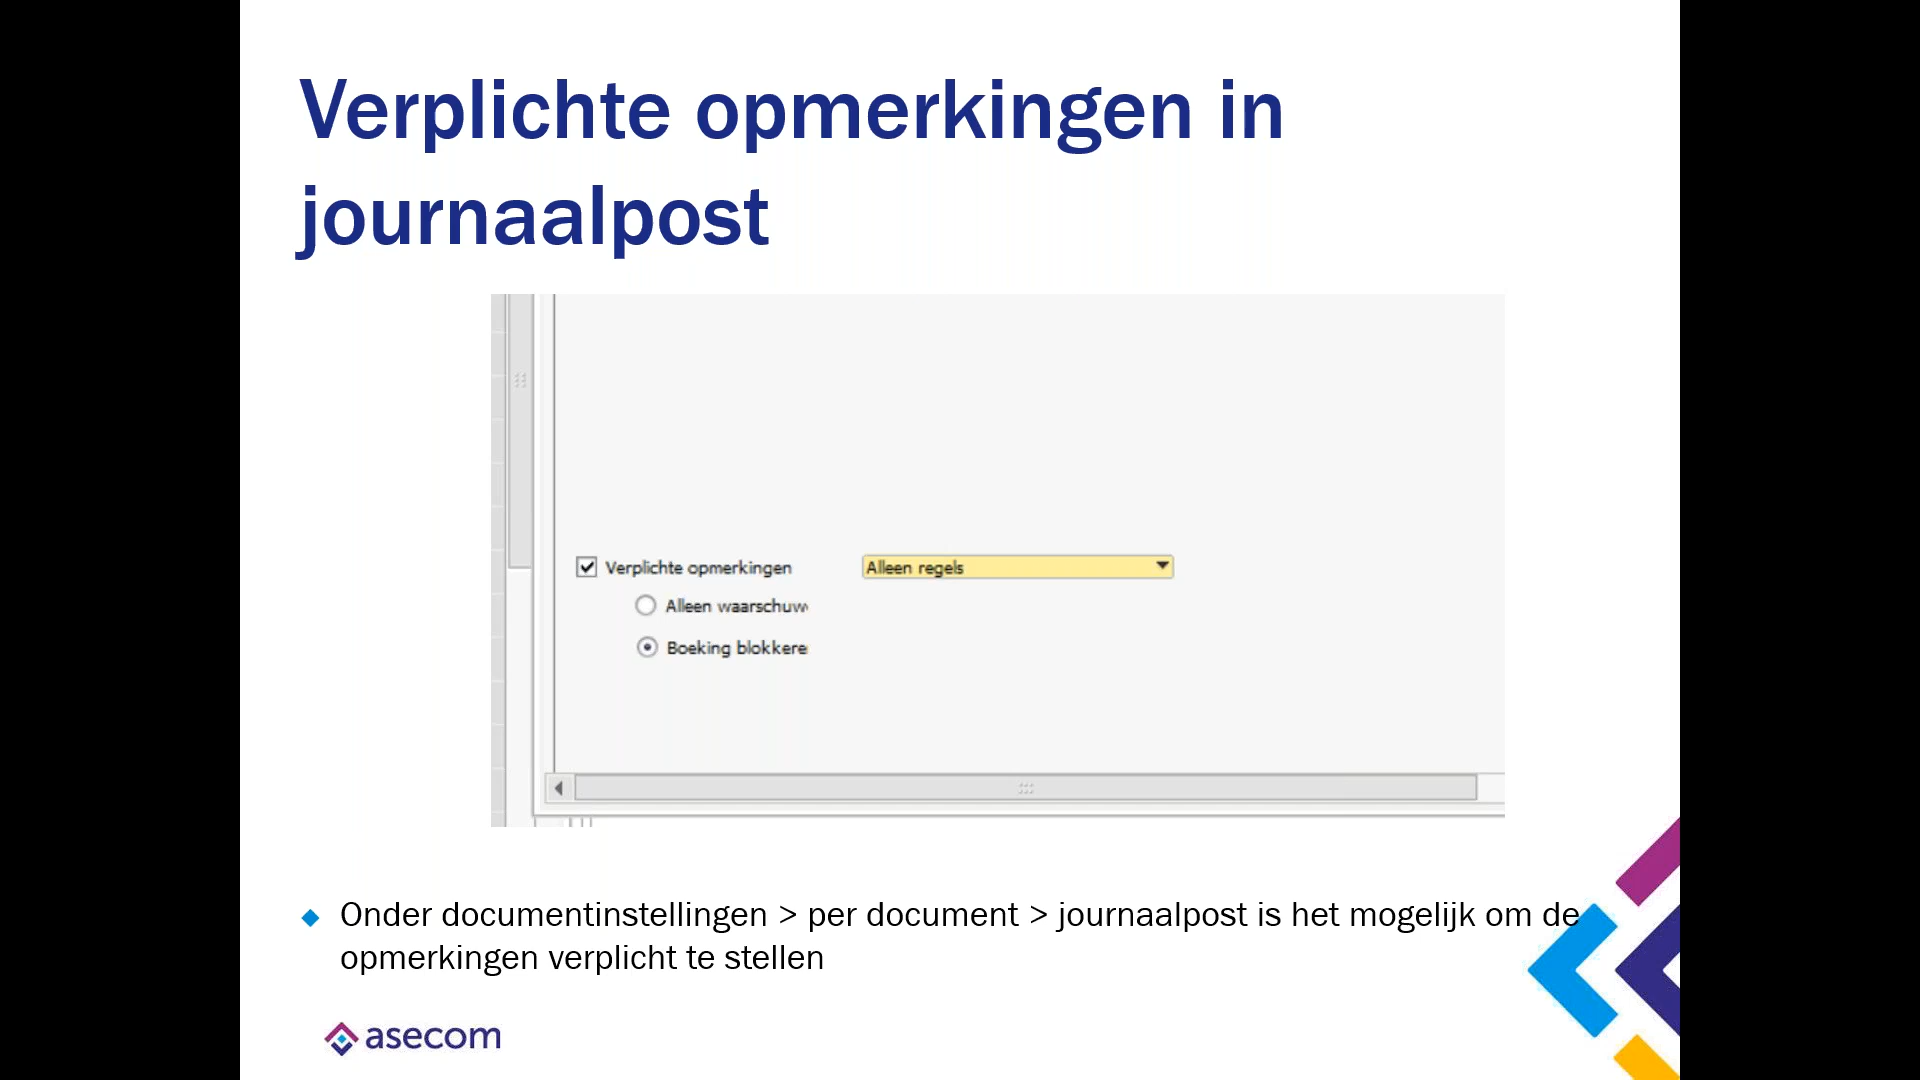 Verplichte opmerkingen in
journaalpost
Verplichte opmerkingen
Alleen regels
Alleen waarschuw
Boeking blokkere
Onder documentinstellingen > per document > journaalpost is het mogelijk om de
opmerkingen verplicht te stellen
asecom